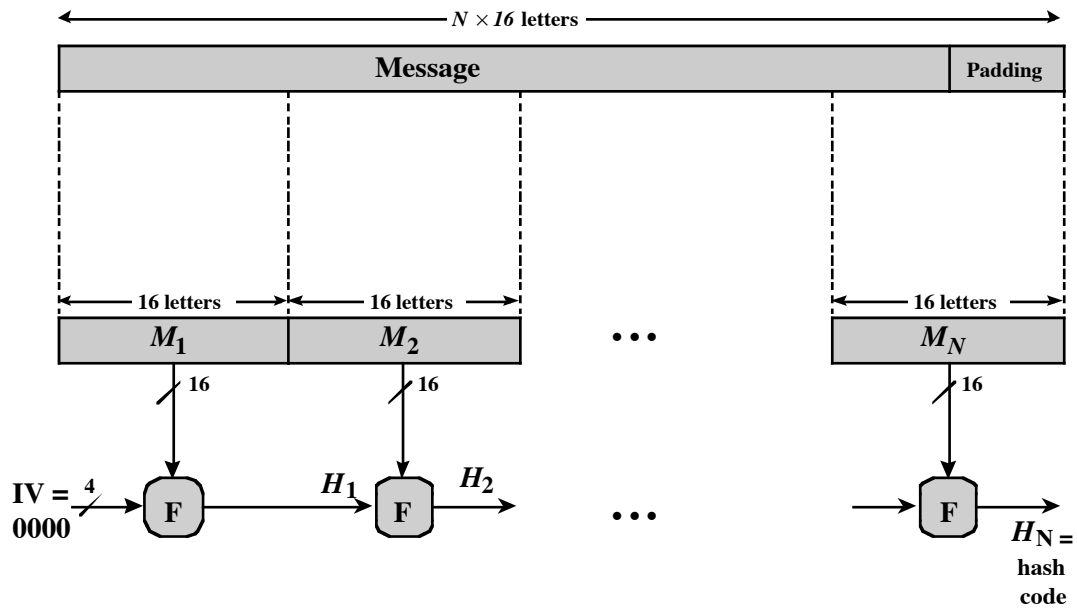 N × 16 letters
Message
Padding
16 letters
16 letters
16 letters
M1
M2
...
MN
16
16
16
IV =
0000
4
F
H1
F
H2
...
F
HN =
hash
code